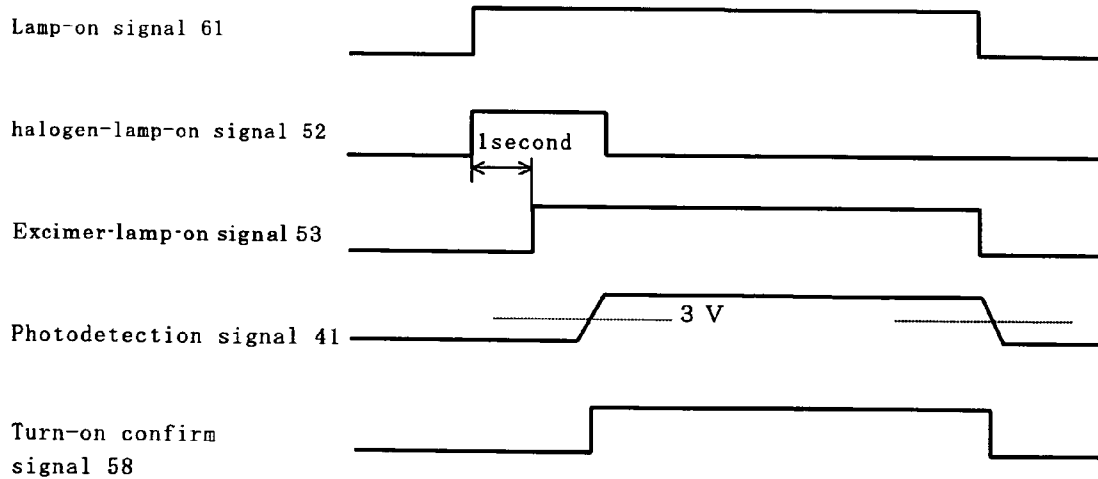 Lamp-on signal 61
halogen-lamp-on signal 52
1second
Excimer-lamp-on signal 53
3 V
Photodetection signal 41
Turn-on confirm
signal 58